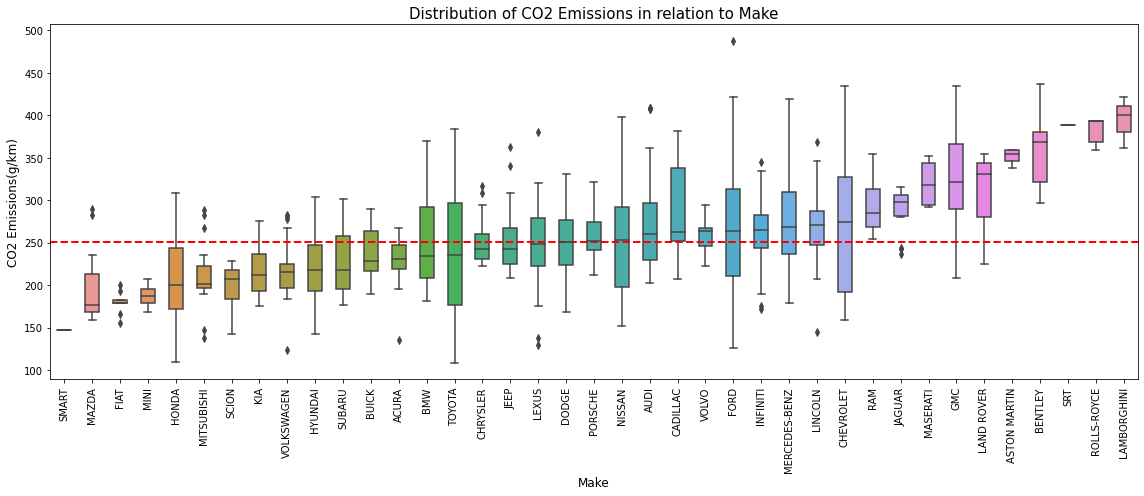 Distribution of CO2 Emissions in relation to Make
CO2 Emissions(g/km)
500
450
400
350
300
250
200
150
100
SMART
MAZDA
FIAT
MINI
HONDA
MITSUBISHI
SCION
KIA
VOLKSWAGEN
HYUNDAI
SUBARU
BUICK
ACURA
BMW
TOYOTA
CHRYSLER
JEEP
LEXUS
DODGE
PORSCHE
NISSAN
AUDI
CADILLAC
VOLVO
FORD
INFINITI
MERCEDES-BENZ
LINCOLN
CHEVROLET
RAM
JAGUAR
MASERATI
GMC
LAND ROVER
ASTON MARTIN
BENTLEY
SRT
ROLLS-ROYCE
LAMBORGHINI
Make